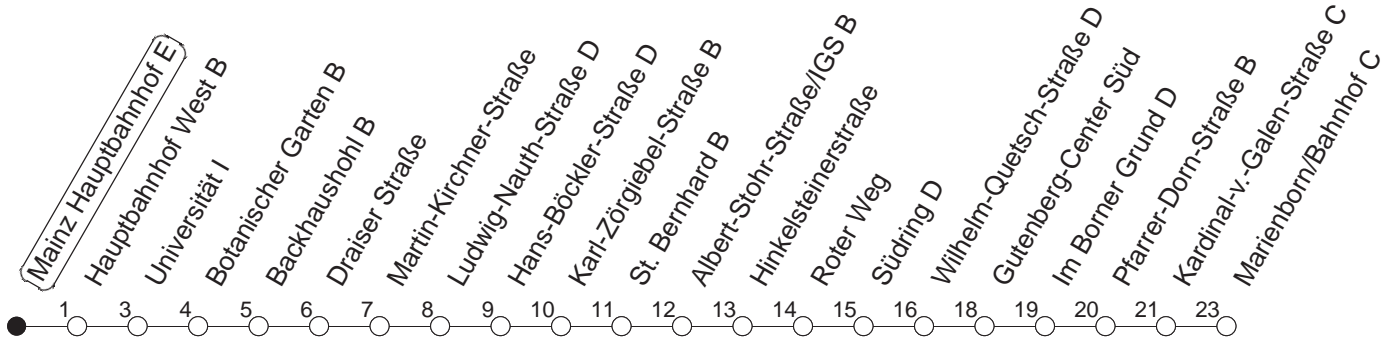 Mainz Hauptbahnhof E
Hauptbahnhof West B
Universität I
Botanischer Garten B
Backhaushohl B
Draiser Straße
Martin-Kirchner-Straße
Ludwig-Nauth-Straße D
Hans-Böckler-Straße D
Karl-Zörgiebel-Straße B
St. Bernhard B
Albert-Stohr-Straße/IGS B
Hinkelsteinerstraße
Roter Weg
Südring D
Wilhelm-Quetsch-Straße D
Gutenberg-Center Süd
Im Borner Grund D
Pfarrer-Dorn-Straße B
Kardinal-v.-Galen-Straße C
Marienborn/Bahnhof C
1 3 4 5 6 7 8 9 10 11 12 13 14 15 16 18 19 20 21 23